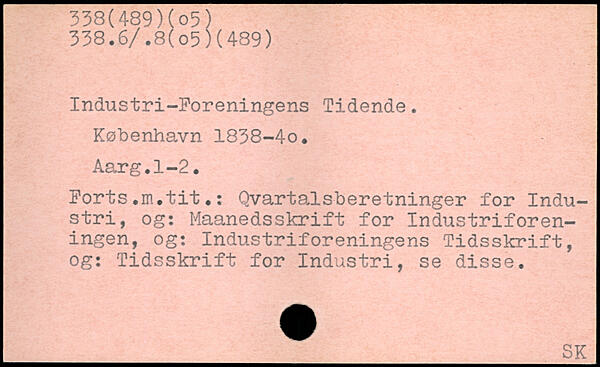 338(489)(o5)
338.6/.8(o5)(489)
Industri-Foreningens Tidende.
København 1838-4o.
Aarg.1-2.
Forts.m.tit.: Qvartalsberetninger for Indu-
stri, og: Maanedsskrift for Industriforen-
ingen, og: Industriforeningens Tidsskrift,
og: Tidsskrift for Industri, se disse.
SK